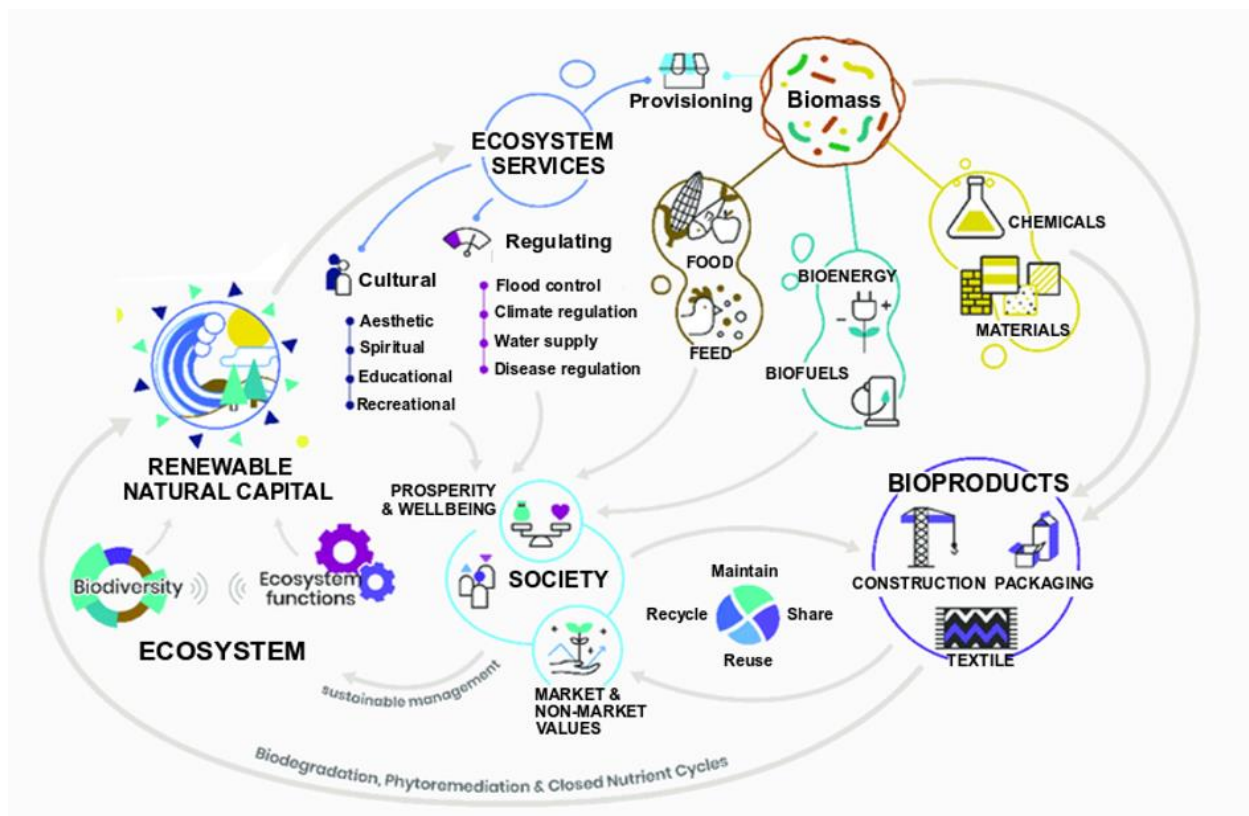 Provisioning
Biomass
ECOSYSTEM
SERVICES
CHEMICALS
Regulating
FOOD
BIOENERGY
Cultural
Flood control
Climate regulation
MATERIALS
Aesthetic
Water supply
Spiritual
FEED
Disease regulation
BIOFUELS
Educational
Recreational
RENEWABLE
NATURAL CAPITAL
PROSPERITY
& WELLBEING
BIOPRODUCTS
Biodiversity
Ecosystem
functions
SOCIETY
Maintain
CONSTRUCTION
PACKAGING
Recycle
Share
ECOSYSTEM
Reuse
TEXTILE
sustainable management
MARKET &
NON-MARKET
VALUES
Biodegradation, Phytoremediation & Closed Nutrient Cycles